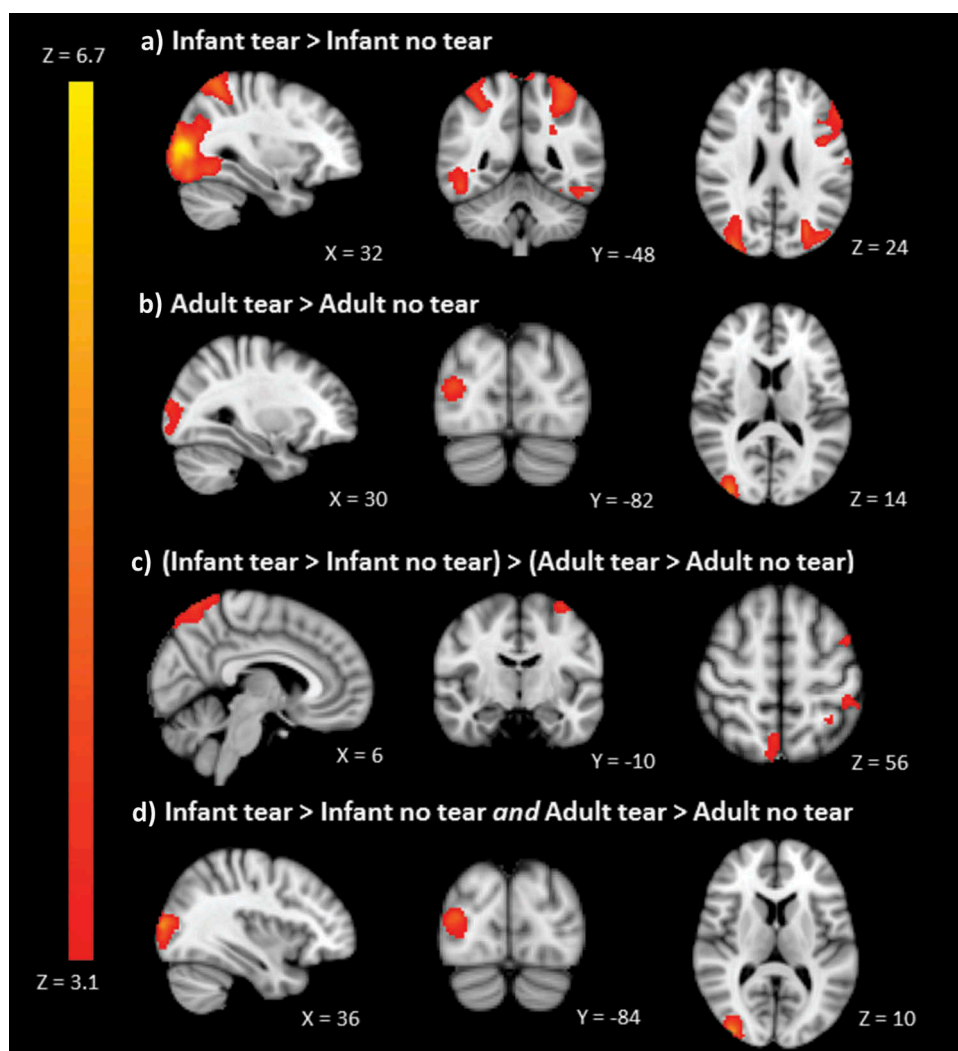 a) Infant tear > Infant no tear
Z = 6.7
X = 32
Y = -48
Z = 24
b) Adult tear > Adult no tear
X = 30
Y = -82
Z = 14
c) (Infant tear > Infant no tear) > (Adult tear > Adult no tear)
X = 6
Y = -10
Z = 56
d) Infant tear > Infant no tear and Adult tear > Adult no tear
Z = 3.1
X = 36
Y = -84
Z = 10